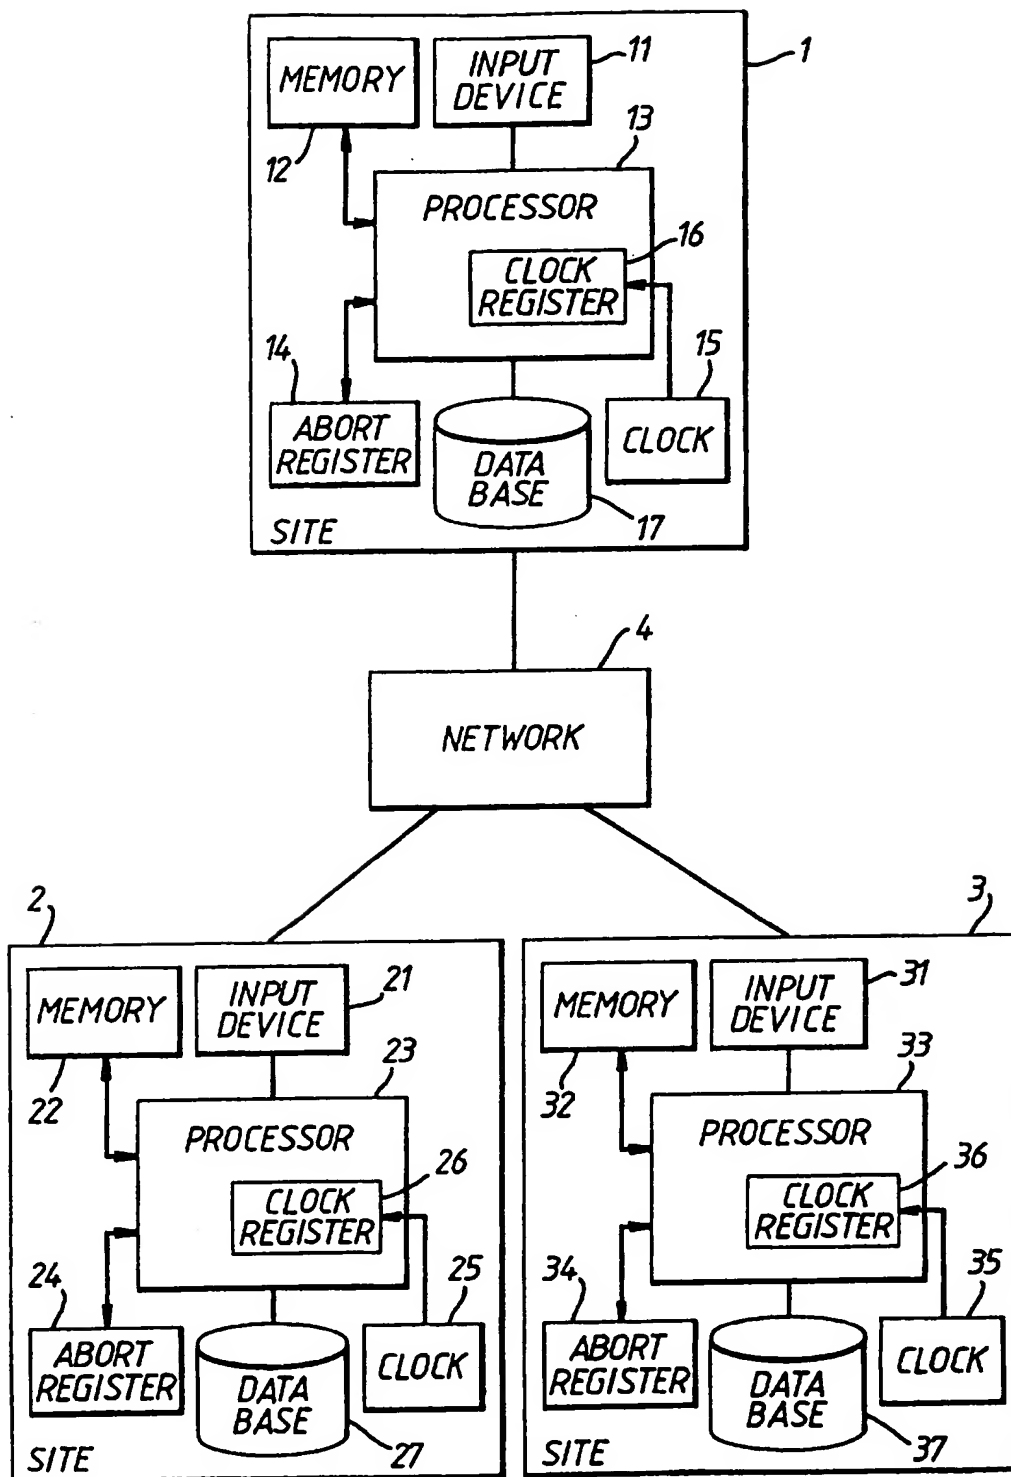 1
MEMORY
INPUT
DEVICE
11
12
13
PROCESSOR
16
CLOCK
REGISTER
14
15
ABORT
REGISTER
DATA
BASE
CLOCK
17
SITE
4
NETWORK
2
3
MEMORY
INPUT
DEVICE
21
22
23
PROCESSOR
26
CLOCK
REGISTER
24
25
ABORT
REGISTER
DATA
BASE
CLOCK
27
SITE
MEMORY
INPUT
DEVICE
31
32
33
PROCESSOR
36
CLOCK
REGISTER
34
35
ABORT
REGISTER
DATA
BASE
CLOCK
37
SITE